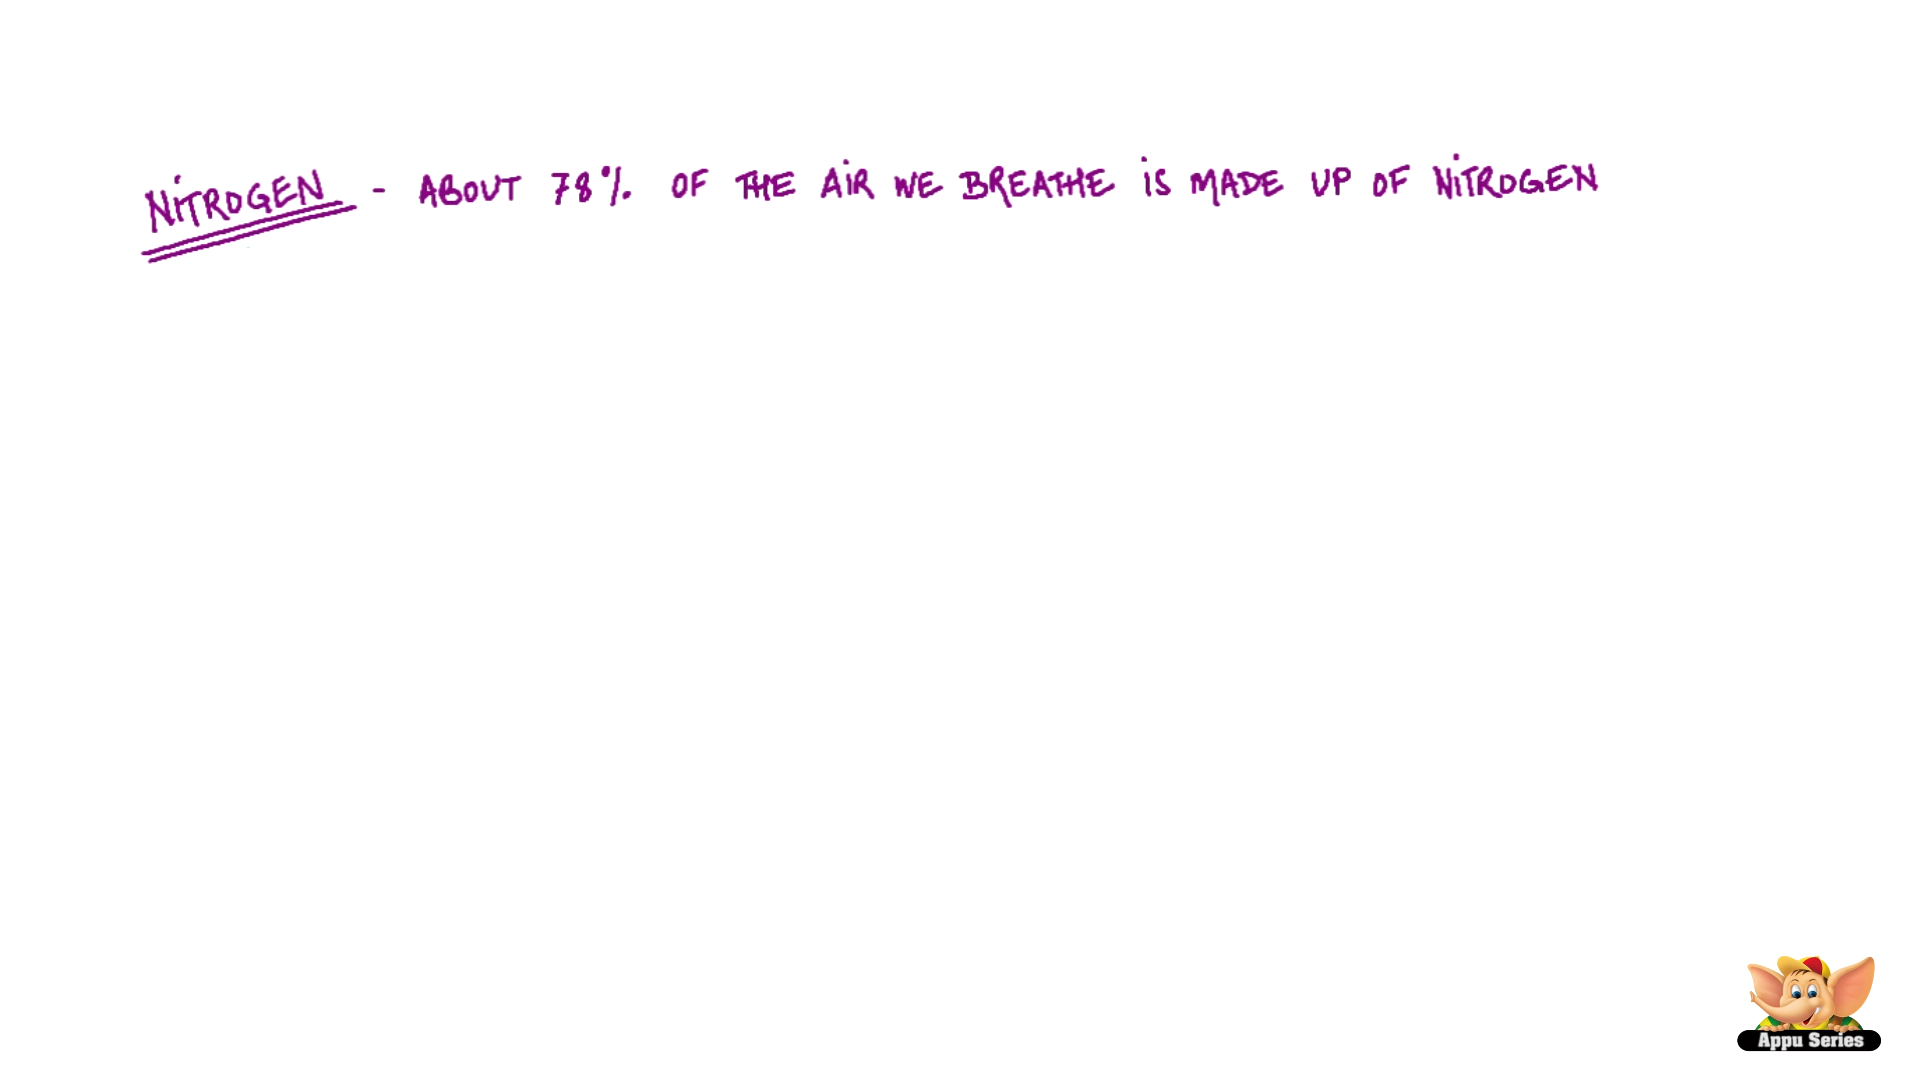 NiTROGEN - ABOUT 78% OF THE AiR WE BREATHE iS MADE UP OF NiTROGEN
Appu Series